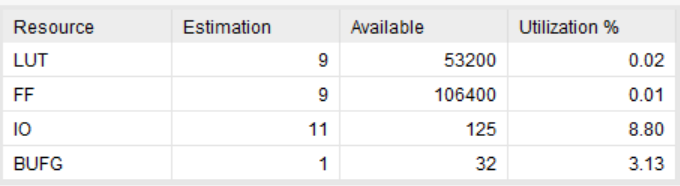 Resource Estimation Available Utilization %
LUT 9 53200 0.02
FF 9 106400 0.01
IO 11 125 8.80
BUFG 1 32 3.13